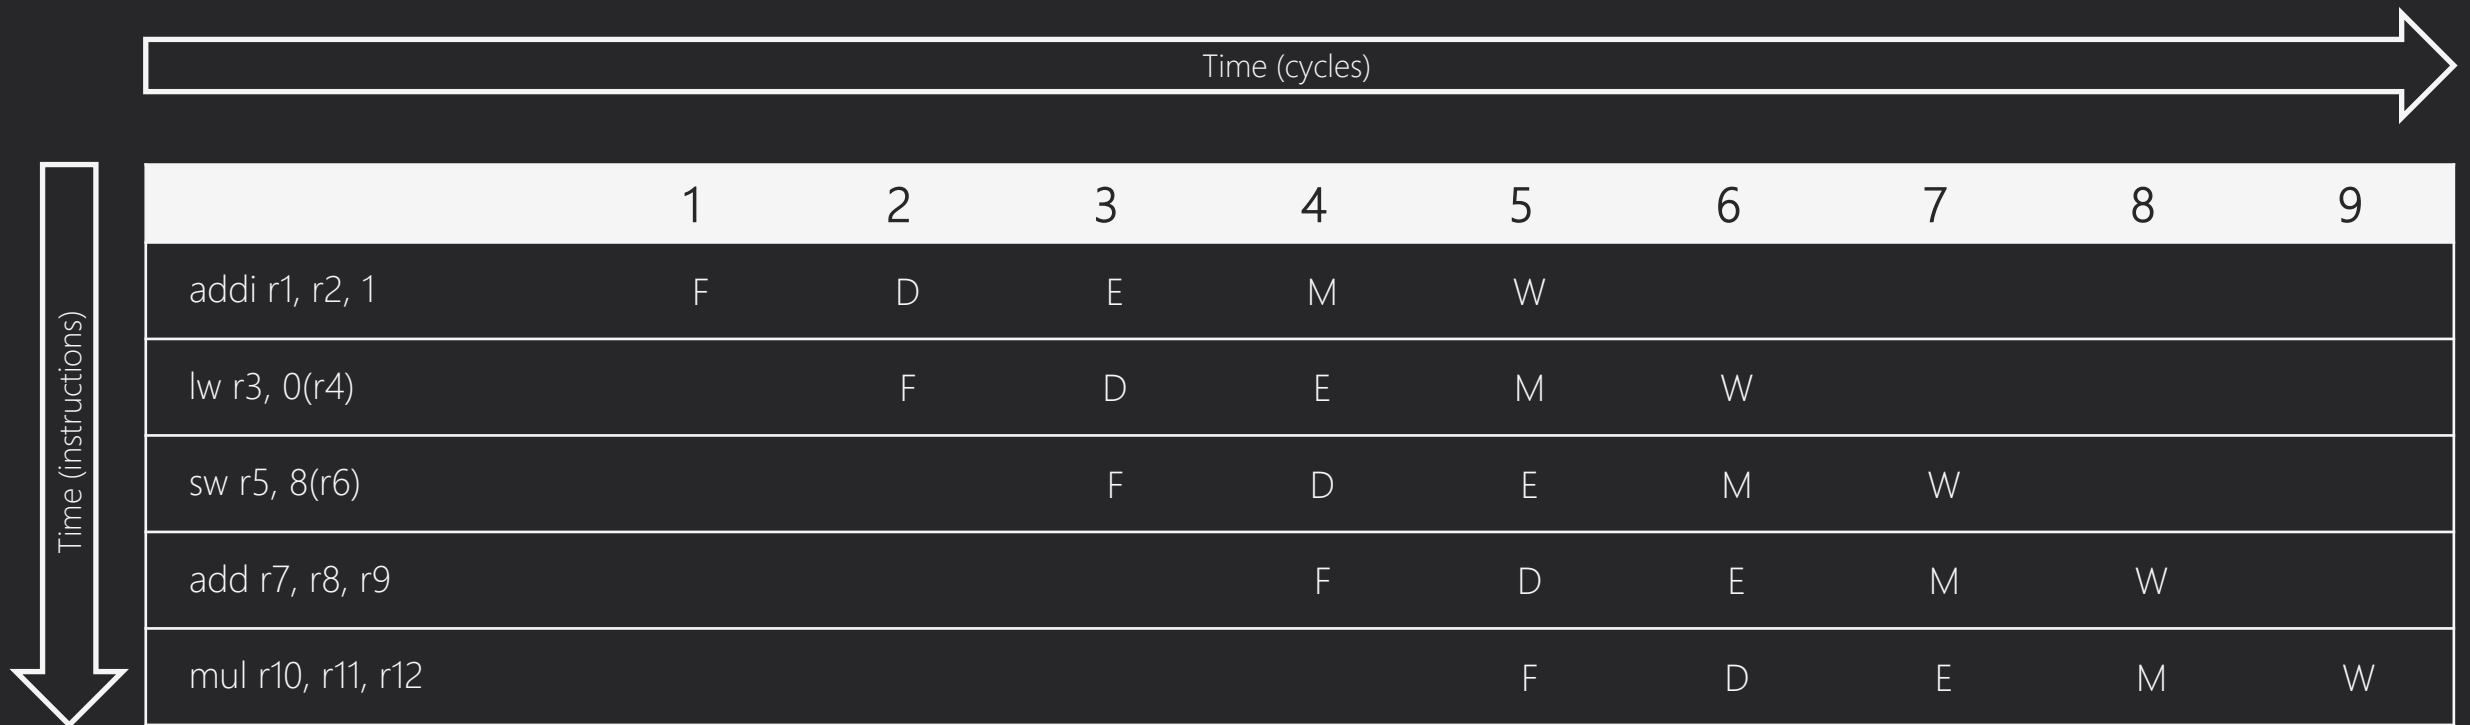 Time (cycles)
Time (instructions)
1 2 3 4 5 6 7 8 9
addi r1, r2, 1 F D E M W
lw r3, 0(r4) F D E M W
sw r5, 8(r6) F D E M W
add r7, r8, r9 F D E M W
mul r10, r11, r12 F D E M W